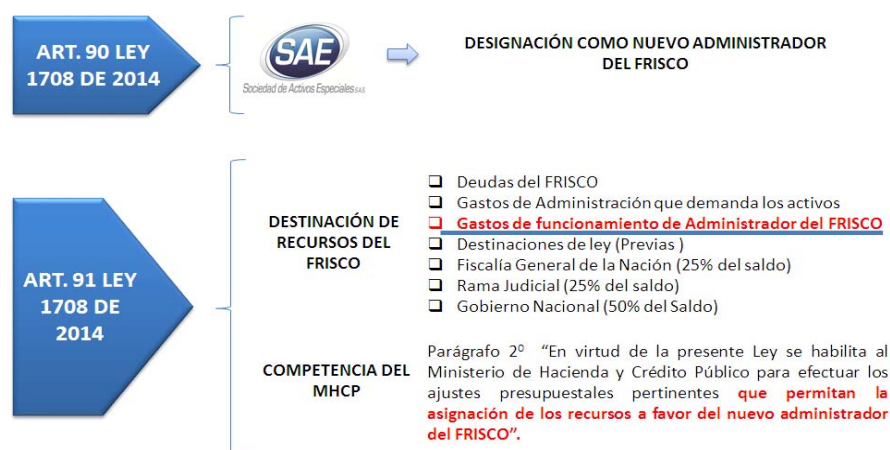 ART. 90 LEY
1708 DE 2014
SAE
Sociedad de Activos Especiales S.A.S
DESIGNACIÓN COMO NUEVO ADMINISTRADOR
DEL FRISCO
ART. 91 LEY
1708 DE
2014
DESTINACIÓN DE
RECURSOS DEL
FRISCO
Deudas del FRISCO
Gastos de Administración que demanda los activos
Gastos de funcionamiento de Administrador del FRISCO
Destinaciones de ley (Previas )
Fiscalía General de la Nación (25% del saldo)
Rama Judicial (25% del saldo)
Gobierno Nacional (50% del Saldo)
COMPETENCIA DEL
MHCP
Parágrafo 2⁰ “En virtud de la presente Ley se habilita al
Ministerio de Hacienda y Crédito Público para efectuar los
ajustes presupuestales pertinentes que permitan la
asignación de los recursos a favor del nuevo administrador
del FRISCO”.